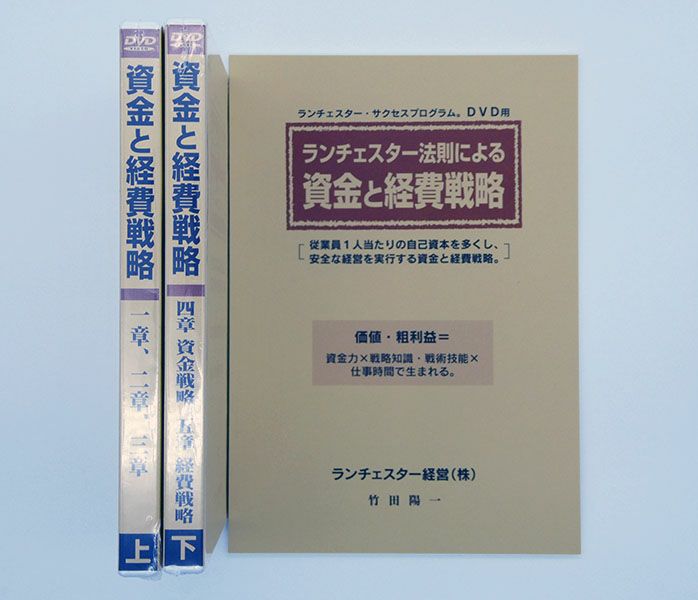 DVD
VIDEO
資金と経費戦略
一章、二章、三章
上
DVD
VIDEO
資金と経費戦略
四章 資金戦略、五章 経費戦略
下
ランチェスター・サクセスプログラム。DVD用
ランチェスター法則による
資金と経費戦略
従業員1人当たりの自己資本を多くし、
安全な経営を実行する資金と経費戦略。
価値・粗利益＝
資金力×戦略知識・戦術技能×
仕事時間で生まれる。
ランチェスター経営(株)
竹田陽一